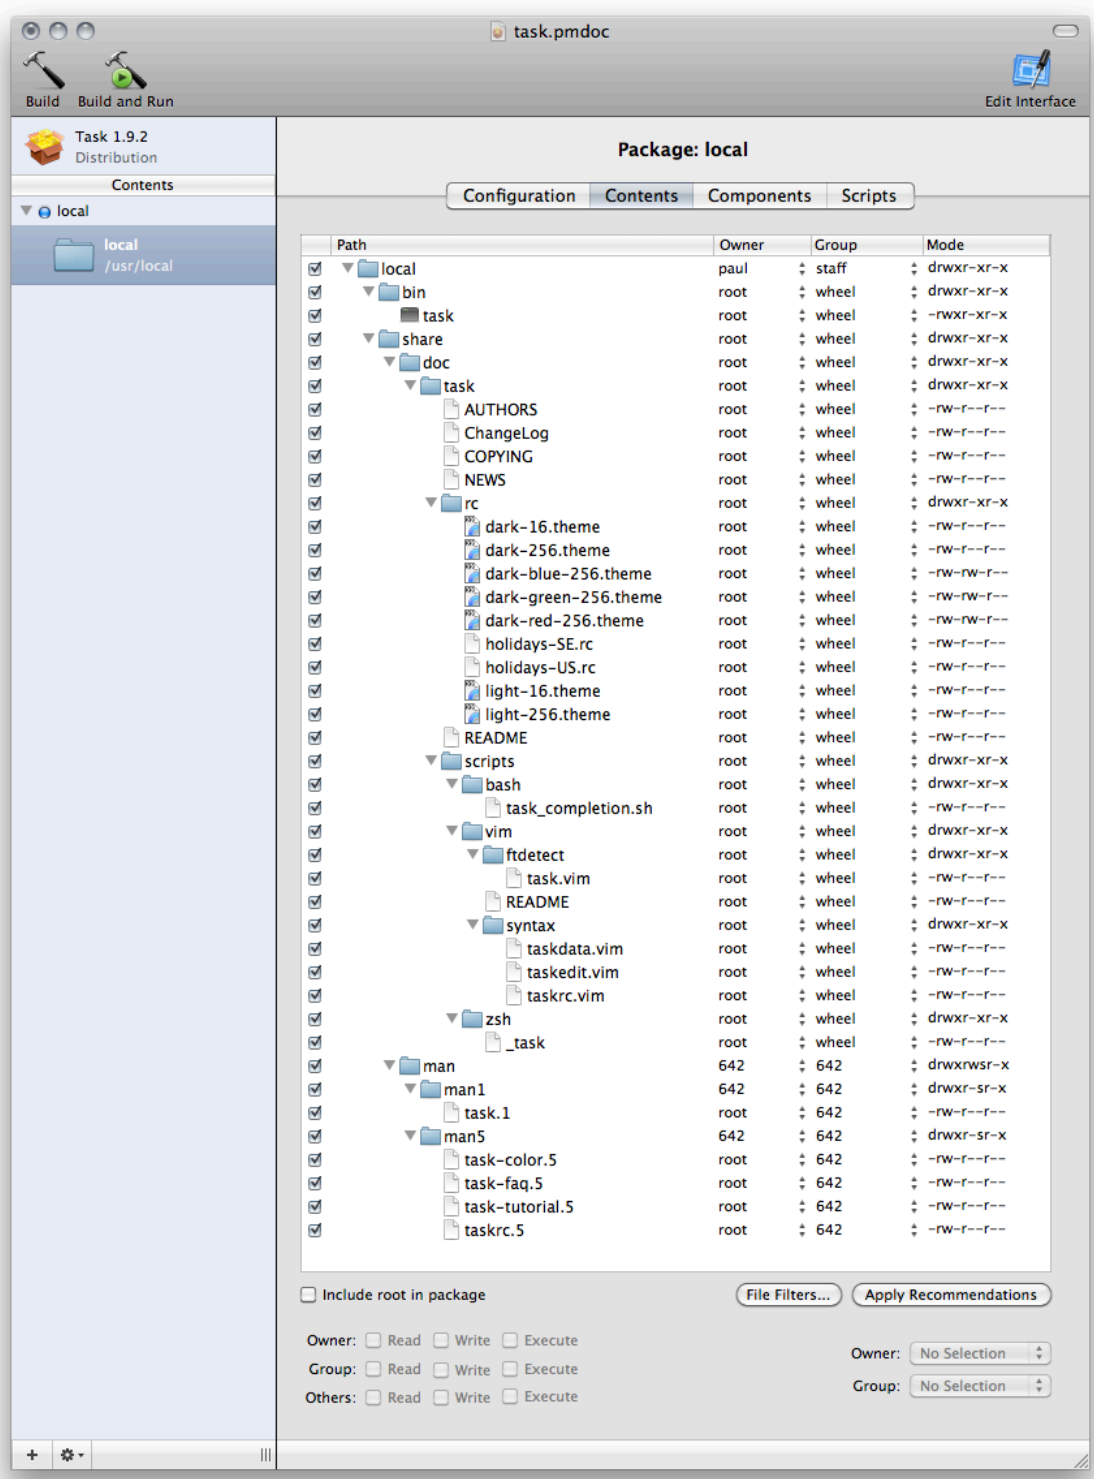 task.pmdoc
Build Build and Run Edit Interface
Task 1.9.2
Distribution
Contents
local
local
/usr/local
Package: local
Configuration Contents Components Scripts
Path Owner Group Mode
local paul staff drwxr-xr-x
bin root wheel drwxr-xr-x
task root wheel -rwxr-xr-x
share root wheel drwxr-xr-x
doc root wheel drwxr-xr-x
task root wheel drwxr-xr-x
AUTHORS root wheel -rw-r--r--
ChangeLog root wheel -rw-r--r--
COPYING root wheel -rw-r--r--
NEWS root wheel -rw-r--r--
rc root wheel drwxr-xr-x
dark-16.theme root wheel -rw-r--r--
dark-256.theme root wheel -rw-r--r--
dark-blue-256.theme root wheel -rw-rw-r--
dark-green-256.theme root wheel -rw-rw-r--
dark-red-256.theme root wheel -rw-rw-r--
holidays-SE.rc root wheel -rw-r--r--
holidays-US.rc root wheel -rw-r--r--
light-16.theme root wheel -rw-r--r--
light-256.theme root wheel -rw-r--r--
README root wheel -rw-r--r--
scripts root wheel drwxr-xr-x
bash root wheel drwxr-xr-x
task_completion.sh root wheel -rw-r--r--
vim root wheel drwxr-xr-x
ftdetect root wheel drwxr-xr-x
task.vim root wheel -rw-r--r--
README root wheel -rw-r--r--
syntax root wheel drwxr-xr-x
taskdata.vim root wheel -rw-r--r--
taskedit.vim root wheel -rw-r--r--
taskrc.vim root wheel -rw-r--r--
zsh root wheel drwxr-xr-x
_task root wheel -rw-r--r--
man 642 642 drwxrwsr-x
man1 642 642 drwxr-sr-x
task.1 root 642 -rw-r--r--
man5 642 642 drwxr-sr-x
task-color.5 root 642 -rw-r--r--
task-faq.5 root 642 -rw-r--r--
task-tutorial.5 root 642 -rw-r--r--
taskrc.5 root 642 -rw-r--r--
Include root in package File Filters... Apply Recommendations
Owner: Read Write Execute
Group: Read Write Execute
Others: Read Write Execute
Owner: No Selection
Group: No Selection